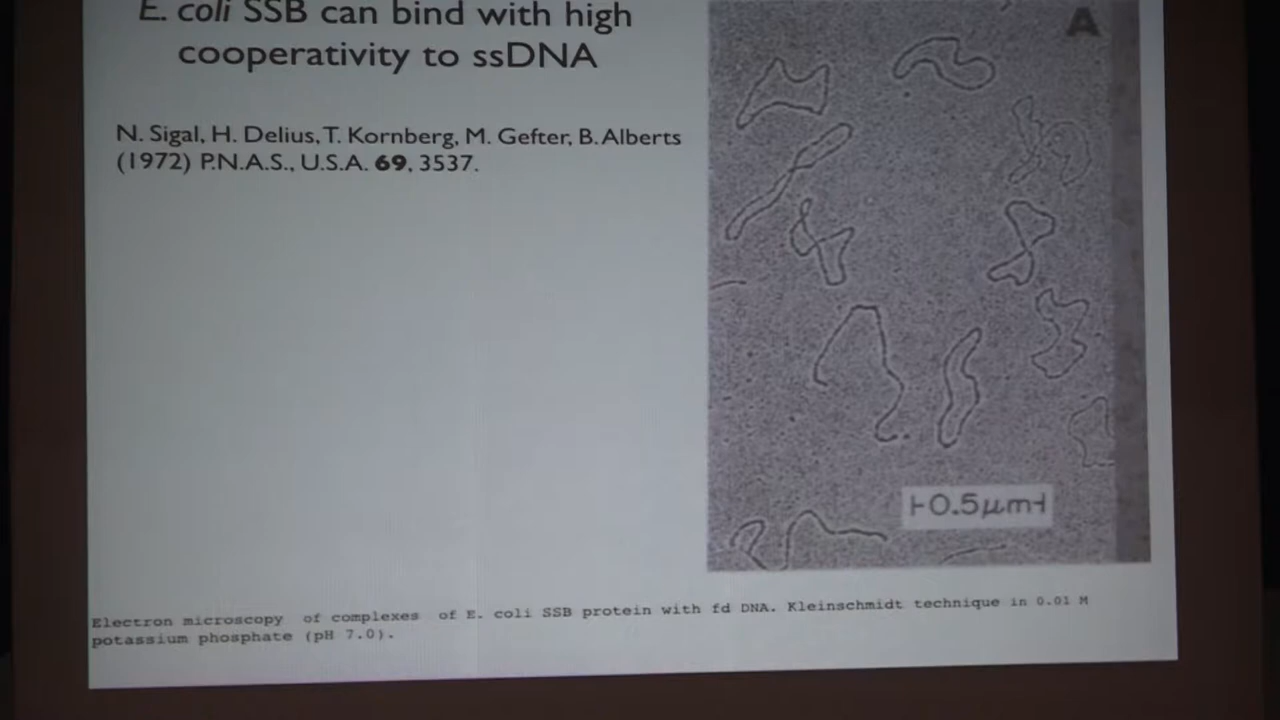 E. coli SSB can bind with high
cooperativity to ssDNA
N. Sigal, H. Delius, T. Kornberg, M. Gefter, B. Alberts
(1972) P.N.A.S., U.S.A. 69, 3537.
A
0.5μm
Electron microscopy of complexes of E. coli SSB protein with fd DNA. Kleinschmidt technique in 0.01 M
potassium phosphate (pH 7.0).